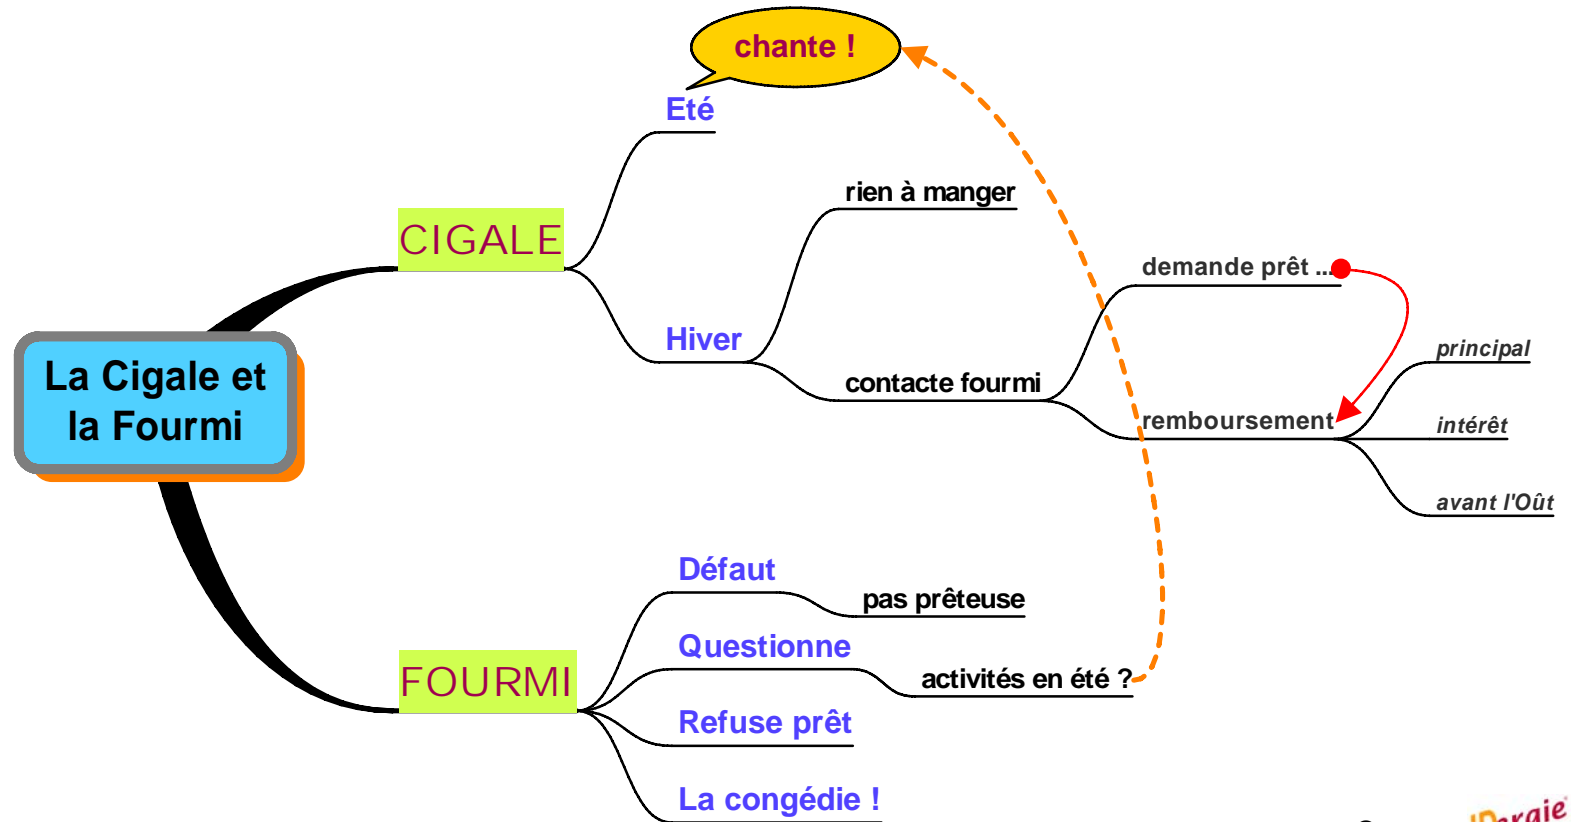 chante !
Eté
rien à manger
CIGALE
demande prêt ...
Hiver
principal
La Cigale et
la Fourmi
contacte fourmi
remboursement
intérêt
avant l'Oût
Défaut
pas prêteuse
Questionne
FOURMI
activités en été ?
Refuse prêt
La congédie !